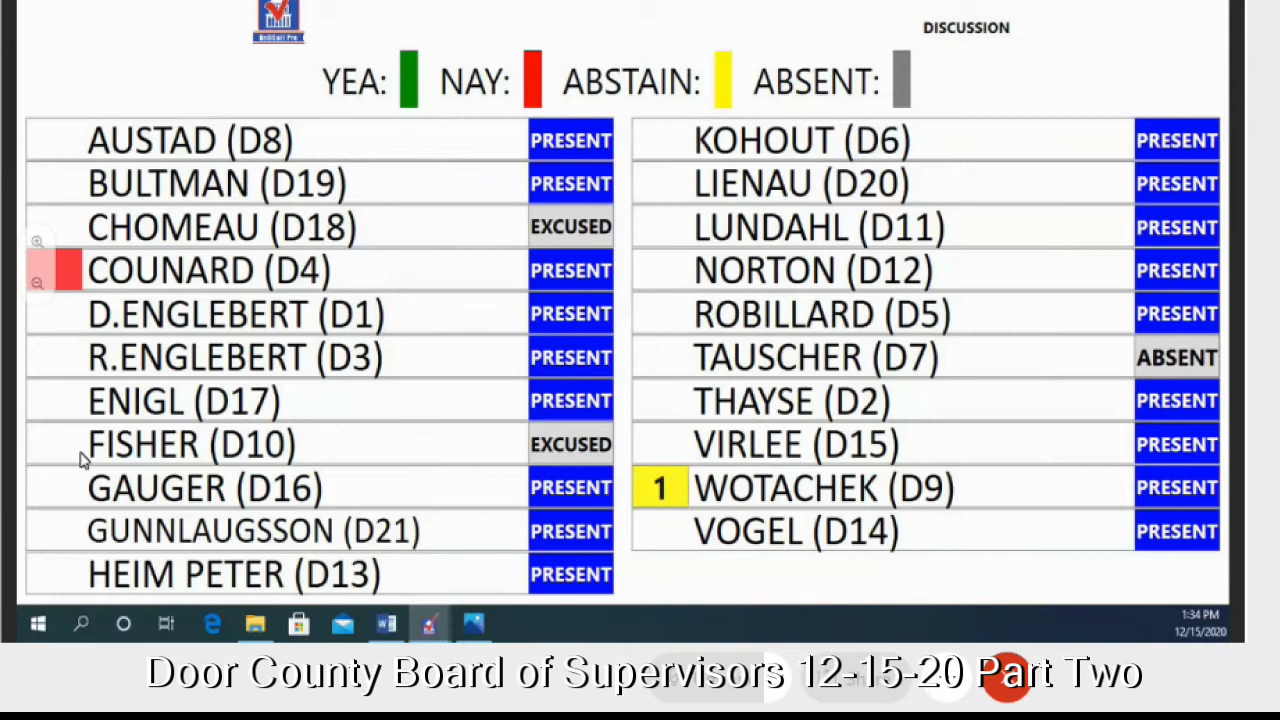 RollCall Pro
DISCUSSION
YEA: NAY: ABSTAIN: ABSENT:
AUSTAD (D8) PRESENT
BULTMAN (D19) PRESENT
CHOMEAU (D18) EXCUSED
COUNARD (D4) PRESENT
D.ENGLEBERT (D1) PRESENT
R.ENGLEBERT (D3) PRESENT
ENIGL (D17) PRESENT
FISHER (D10) EXCUSED
GAUGER (D16) PRESENT
GUNNLAUGSSON (D21) PRESENT
HEIM PETER (D13) PRESENT
KOHOUT (D6) PRESENT
LIENAU (D20) PRESENT
LUNDAHL (D11) PRESENT
NORTON (D12) PRESENT
ROBILLARD (D5) PRESENT
TAUSCHER (D7) ABSENT
THAYSE (D2) PRESENT
VIRLEE (D15) PRESENT
1 WOTACHEK (D9) PRESENT
VOGEL (D14) PRESENT
1:34 PM
12/15/2020
Door County Board of Supervisors 12-15-20 Part Two